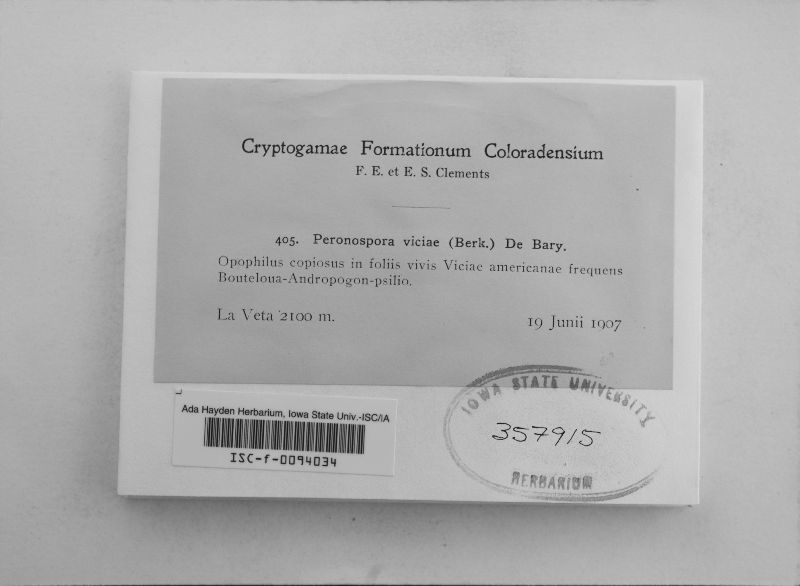 Cryptogamae Formationum Coloradensium
F. E. et E. S. Clements
405. Peronospora viciae (Berk.) De Bary.
Opophilus copiosus in foliis vivis Viciae americanae frequens
Bouteloua-Andropogon-psilio.
La Veta 2100 m.
19 Junii 1907
Ada Hayden Herbarium, Iowa State Univ.-ISC/IA
ISC-f-0094034
IOWA STATE UNIVERSITY
357915
HERBARIUM